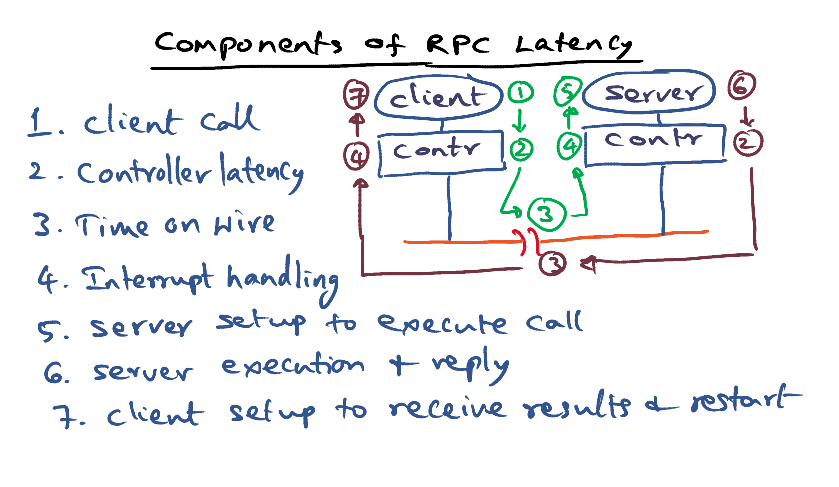 Components of RPC Latency
7 client 1 5 server 6
4 contr 2 4 contr 2
3
3
1. client call
2. Controller latency
3. Time on wire
4. Interrupt handling
5. server setup to execute call
6. server execution + reply
7. client setup to receive results & restart